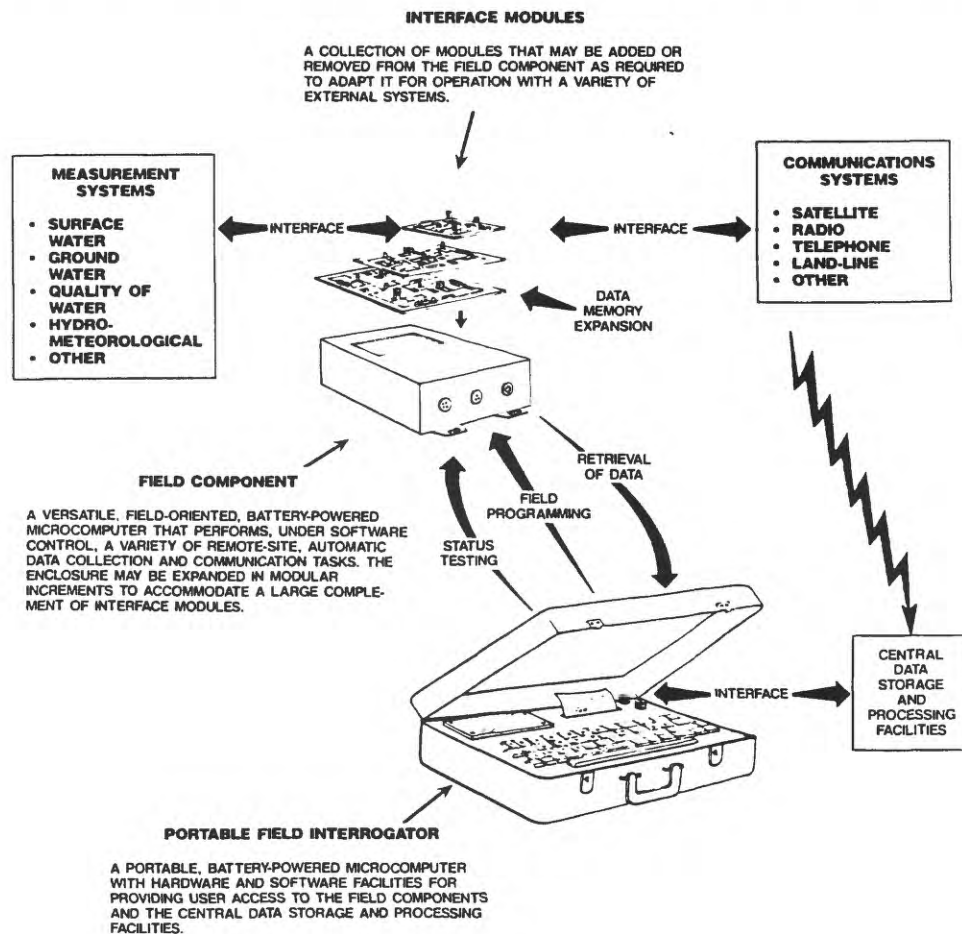 INTERFACE MODULES
A COLLECTION OF MODULES THAT MAY BE ADDED OR
REMOVED FROM THE FIELD COMPONENT AS REQUIRED
TO ADAPT IT FOR OPERATION WITH A VARIETY OF
EXTERNAL SYSTEMS.
MEASUREMENT
SYSTEMS
• SURFACE
WATER
• GROUND
WATER
• QUALITY OF
WATER
• HYDRO-
METEOROLOGICAL
• OTHER
INTERFACE
INTERFACE
COMMUNICATIONS
SYSTEMS
• SATELLITE
• RADIO
• TELEPHONE
• LAND-LINE
• OTHER
DATA
MEMORY
EXPANSION
FIELD COMPONENT
A VERSATILE, FIELD-ORIENTED, BATTERY-POWERED
MICROCOMPUTER THAT PERFORMS, UNDER SOFTWARE
CONTROL, A VARIETY OF REMOTE-SITE, AUTOMATIC
DATA COLLECTION AND COMMUNICATION TASKS. THE
ENCLOSURE MAY BE EXPANDED IN MODULAR
INCREMENTS TO ACCOMMODATE A LARGE COMPLE-
MENT OF INTERFACE MODULES.
STATUS
TESTING
FIELD
PROGRAMMING
RETRIEVAL
OF DATA
CENTRAL
DATA
STORAGE
AND
PROCESSING
FACILITIES
INTERFACE
PORTABLE FIELD INTERROGATOR
A PORTABLE, BATTERY-POWERED MICROCOMPUTER
WITH HARDWARE AND SOFTWARE FACILITIES FOR
PROVIDING USER ACCESS TO THE FIELD COMPONENTS
AND THE CENTRAL DATA STORAGE AND PROCESSING
FACILITIES.